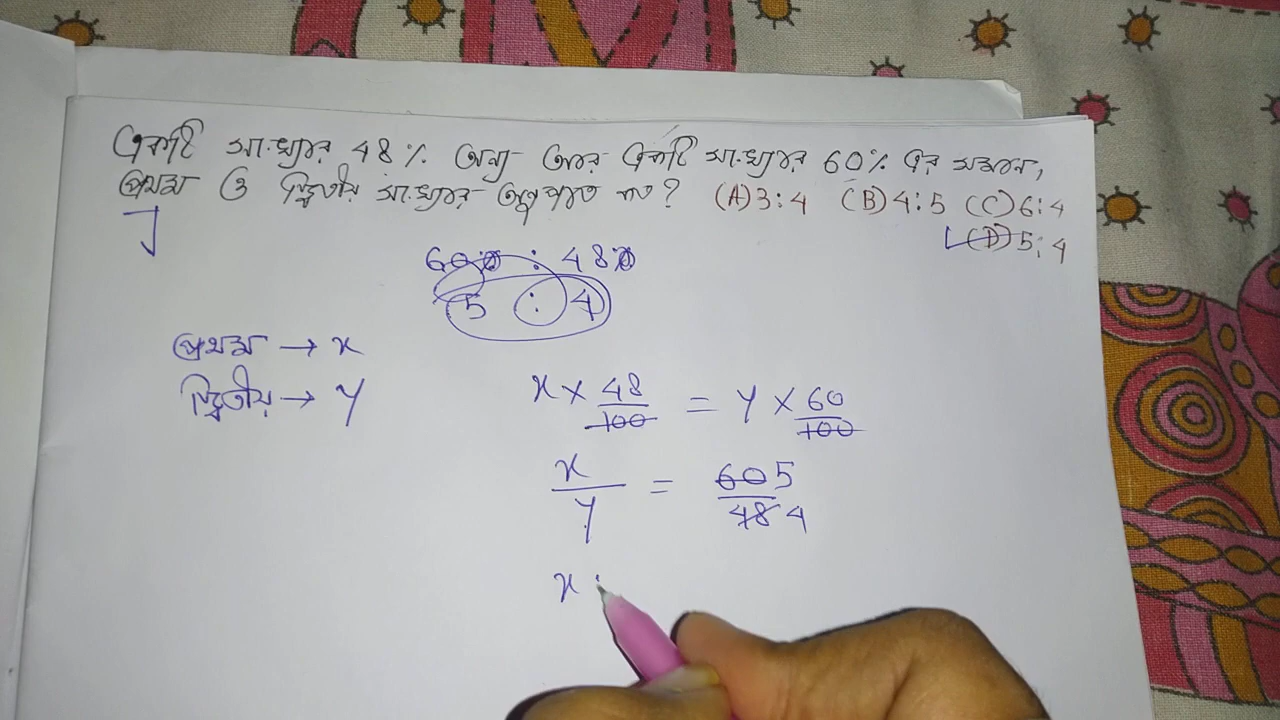 একটি সংখ্যার 48% অন্য আর একটি সংখ্যার 60% এর সমান,
প্রথম ও দ্বিতীয় সংখ্যার অনুপাত কত? (A) 3:4 (B) 4:5 (C) 6:4
(D) 5:4
60% : 48%
5 : 4
প্রথম → x
দ্বিতীয় → y
x × 48/100 = y × 60/100
x/y = 60 5/48 4
x